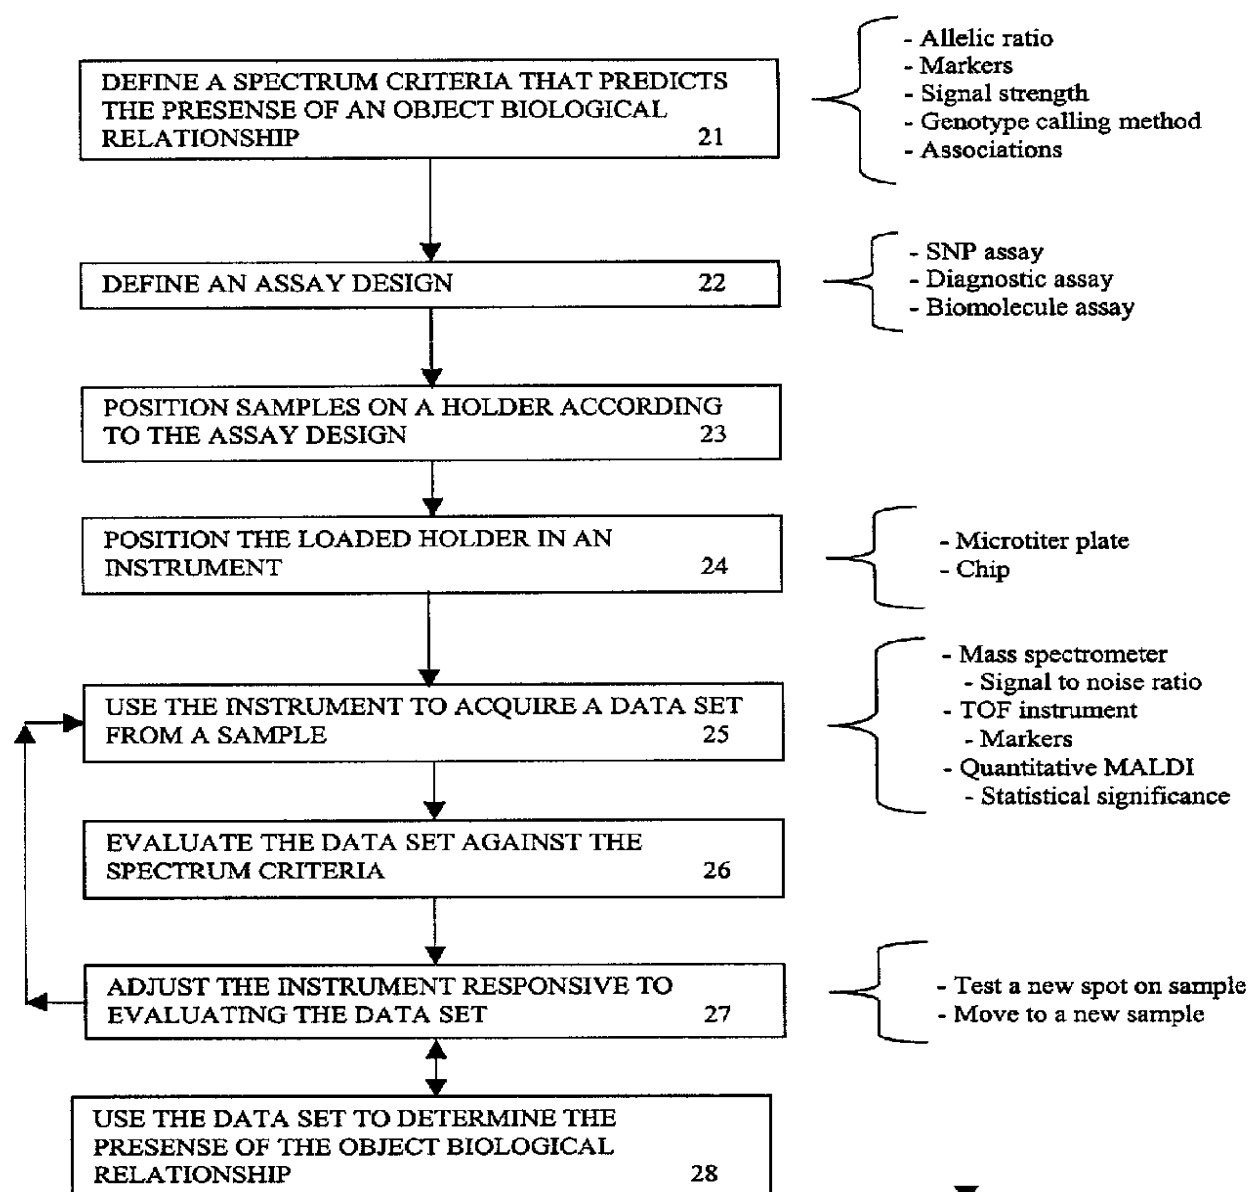 DEFINE A SPECTRUM CRITERIA THAT PREDICTS
THE PRESENSE OF AN OBJECT BIOLOGICAL
RELATIONSHIP 21
- Allelic ratio
- Markers
- Signal strength
- Genotype calling method
- Associations
DEFINE AN ASSAY DESIGN 22
- SNP assay
- Diagnostic assay
- Biomolecule assay
POSITION SAMPLES ON A HOLDER ACCORDING
TO THE ASSAY DESIGN 23
POSITION THE LOADED HOLDER IN AN
INSTRUMENT 24
- Microtiter plate
- Chip
USE THE INSTRUMENT TO ACQUIRE A DATA SET
FROM A SAMPLE 25
- Mass spectrometer
- Signal to noise ratio
- TOF instrument
- Markers
- Quantitative MALDI
- Statistical significance
EVALUATE THE DATA SET AGAINST THE
SPECTRUM CRITERIA 26
ADJUST THE INSTRUMENT RESPONSIVE TO
EVALUATING THE DATA SET 27
- Test a new spot on sample
- Move to a new sample
USE THE DATA SET TO DETERMINE THE
PRESENSE OF THE OBJECT BIOLOGICAL
RELATIONSHIP 28